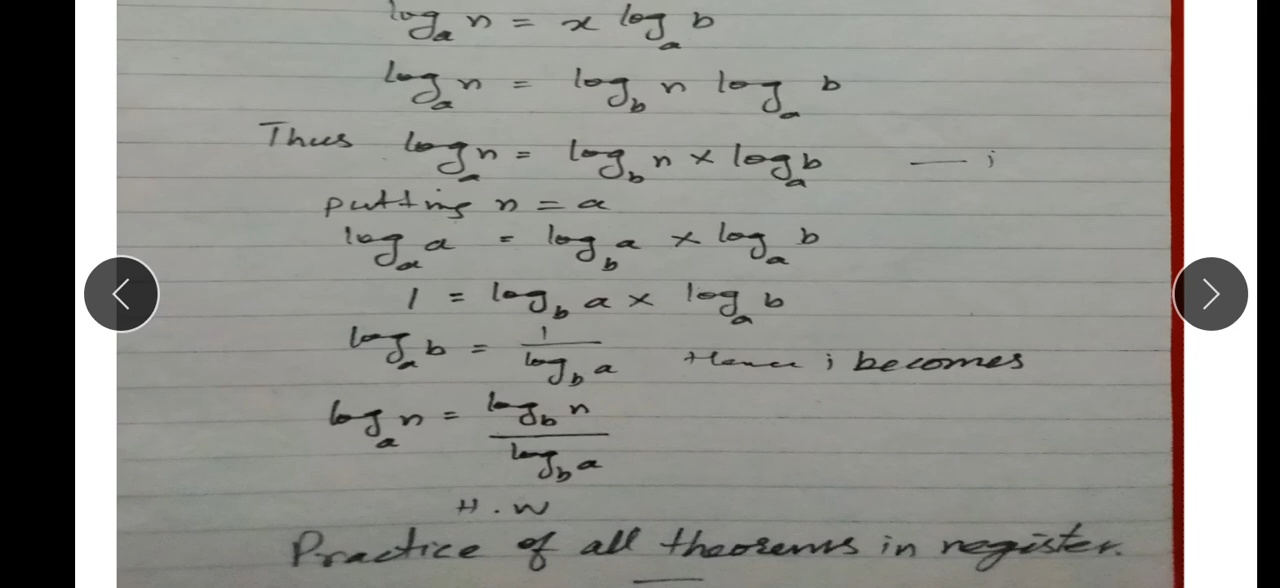 logₐ n = x logₐ b
logₐ n = log_b n logₐ b
Thus logₐ n = log_b n × logₐ b — i
putting n = a
logₐ a = log_b a × logₐ b
1 = log_b a × logₐ b
logₐ b = 1 / log_b a Hence i becomes
logₐ n = log_b n / log_b a
H.W
Practice of all theorems in register.